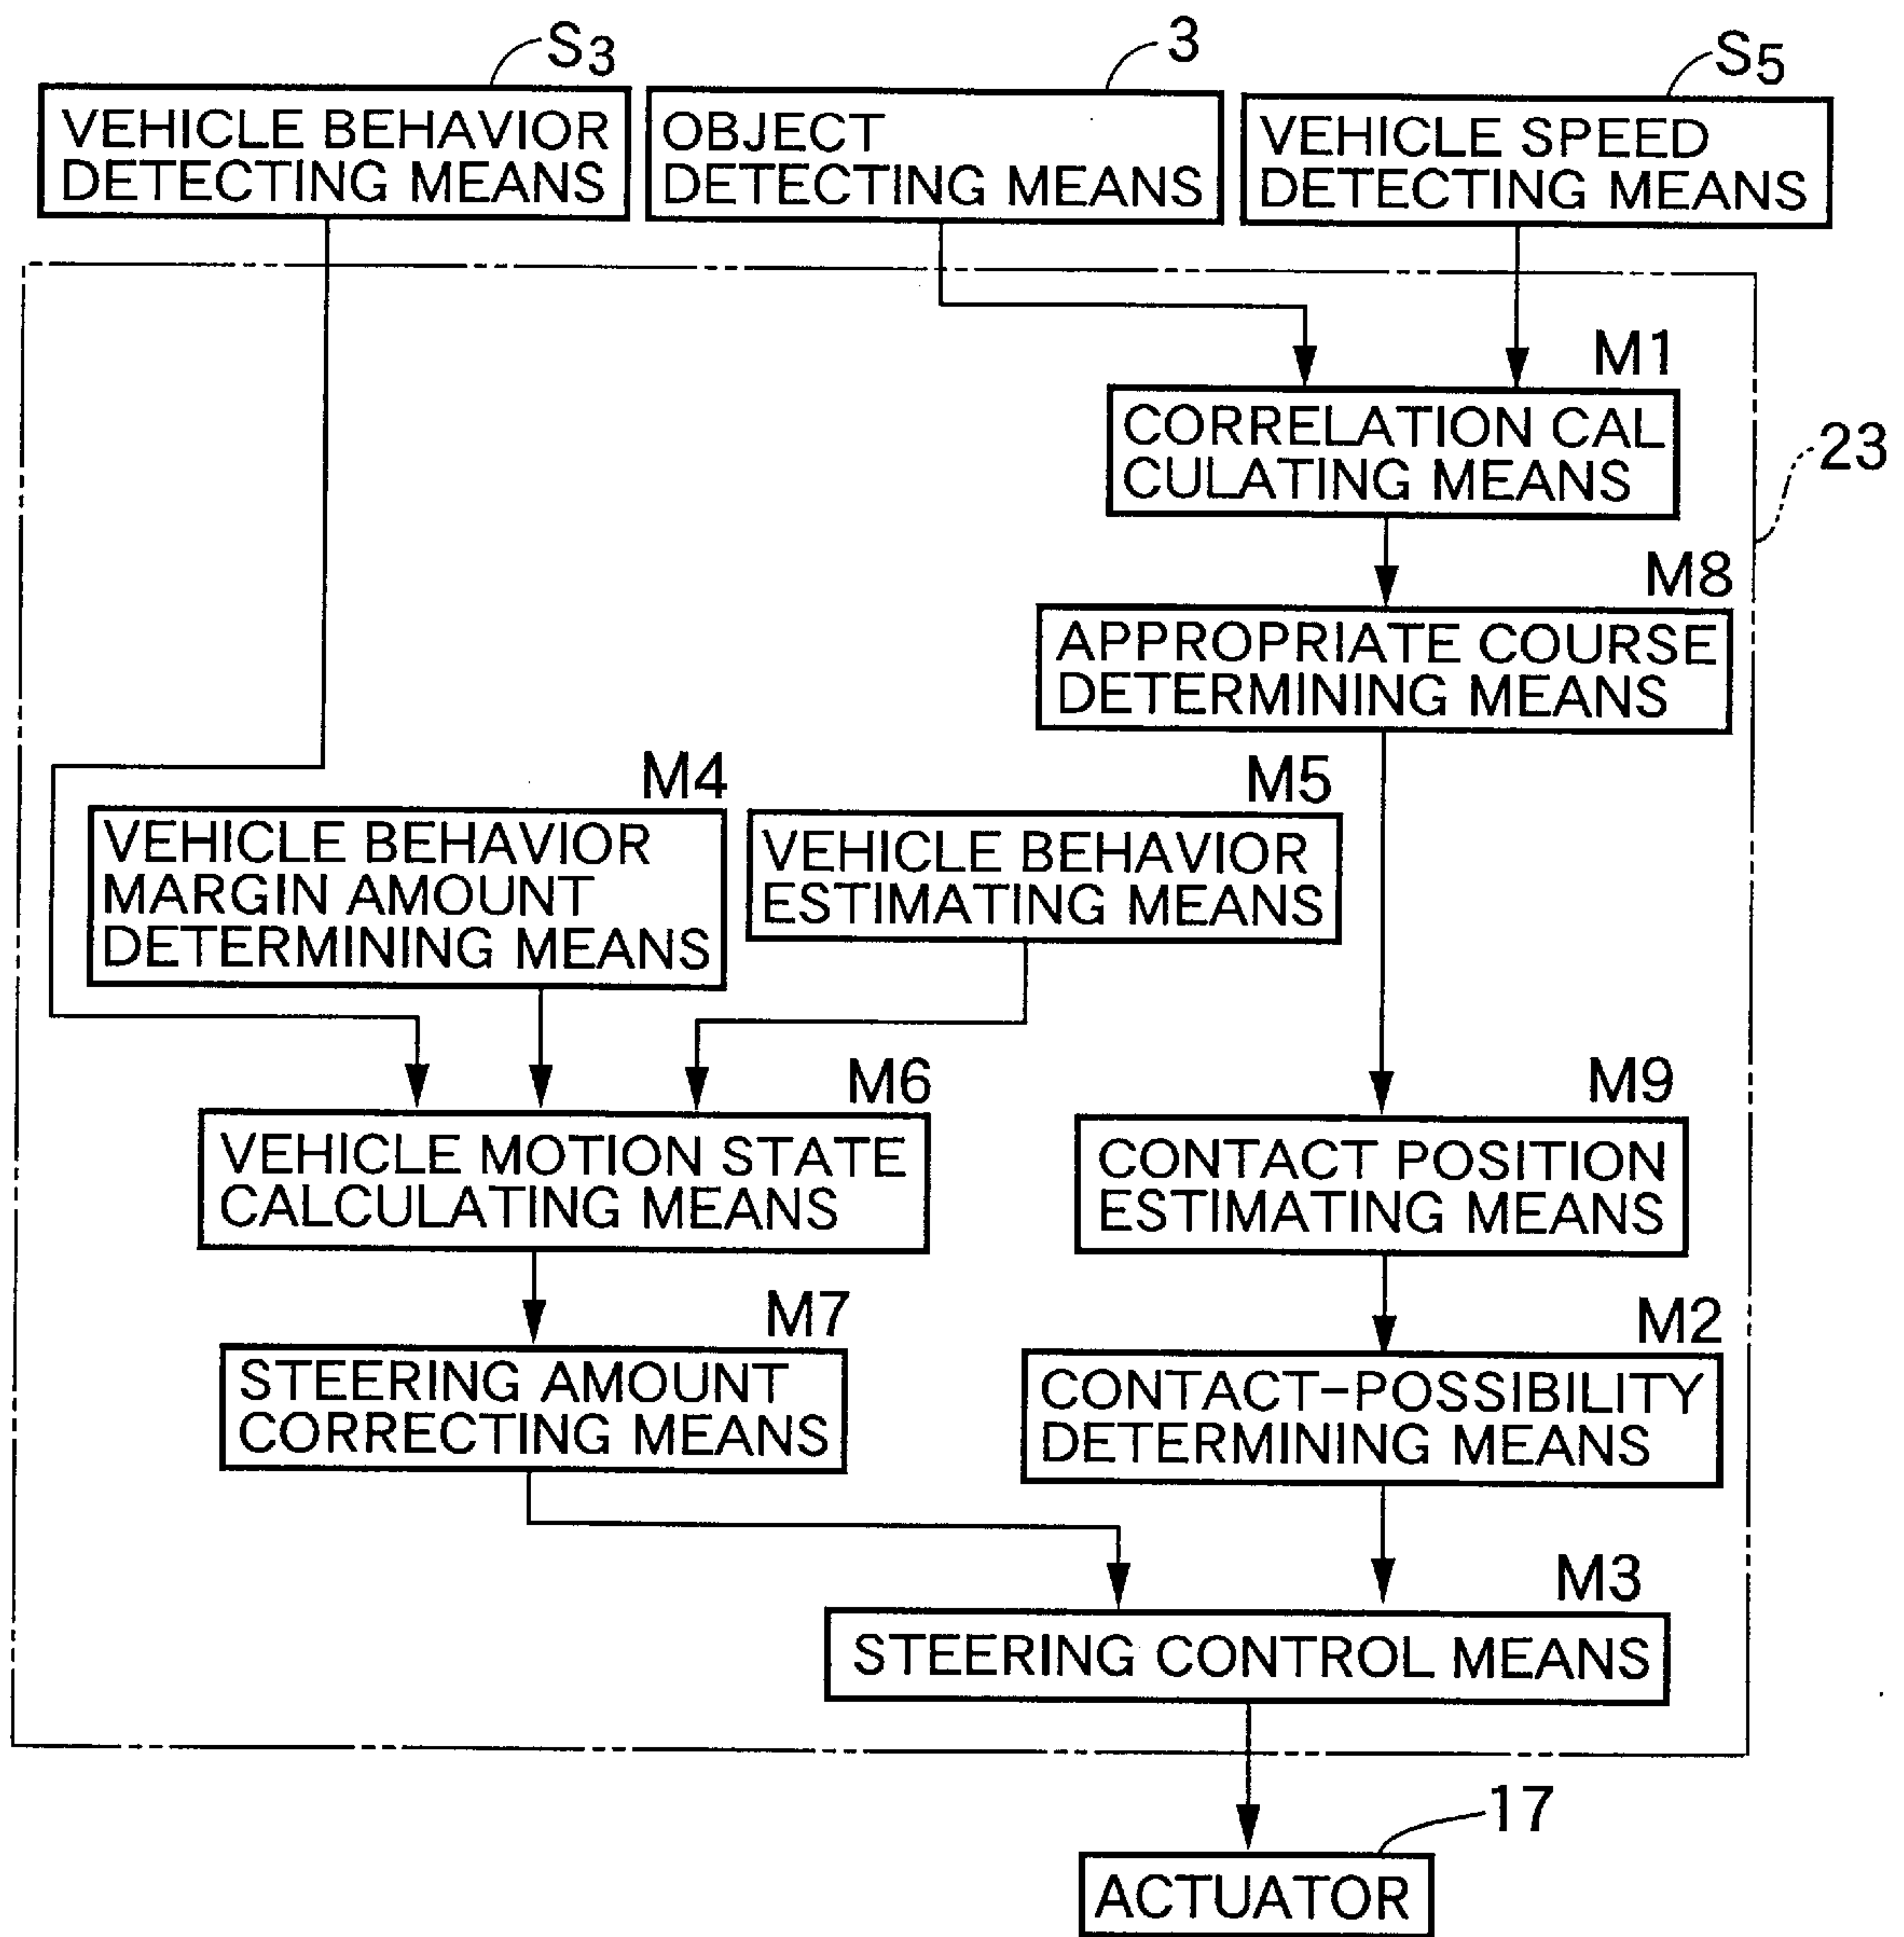 S3
3
S5
VEHICLE BEHAVIOR
DETECTING MEANS
OBJECT
DETECTING MEANS
VEHICLE SPEED
DETECTING MEANS
M1
CORRELATION CAL
CULATING MEANS
23
M8
APPROPRIATE COURSE
DETERMINING MEANS
M4
VEHICLE BEHAVIOR
MARGIN AMOUNT
DETERMINING MEANS
M5
VEHICLE BEHAVIOR
ESTIMATING MEANS
M6
VEHICLE MOTION STATE
CALCULATING MEANS
M9
CONTACT POSITION
ESTIMATING MEANS
M7
STEERING AMOUNT
CORRECTING MEANS
M2
CONTACT-POSSIBILITY
DETERMINING MEANS
M3
STEERING CONTROL MEANS
17
ACTUATOR